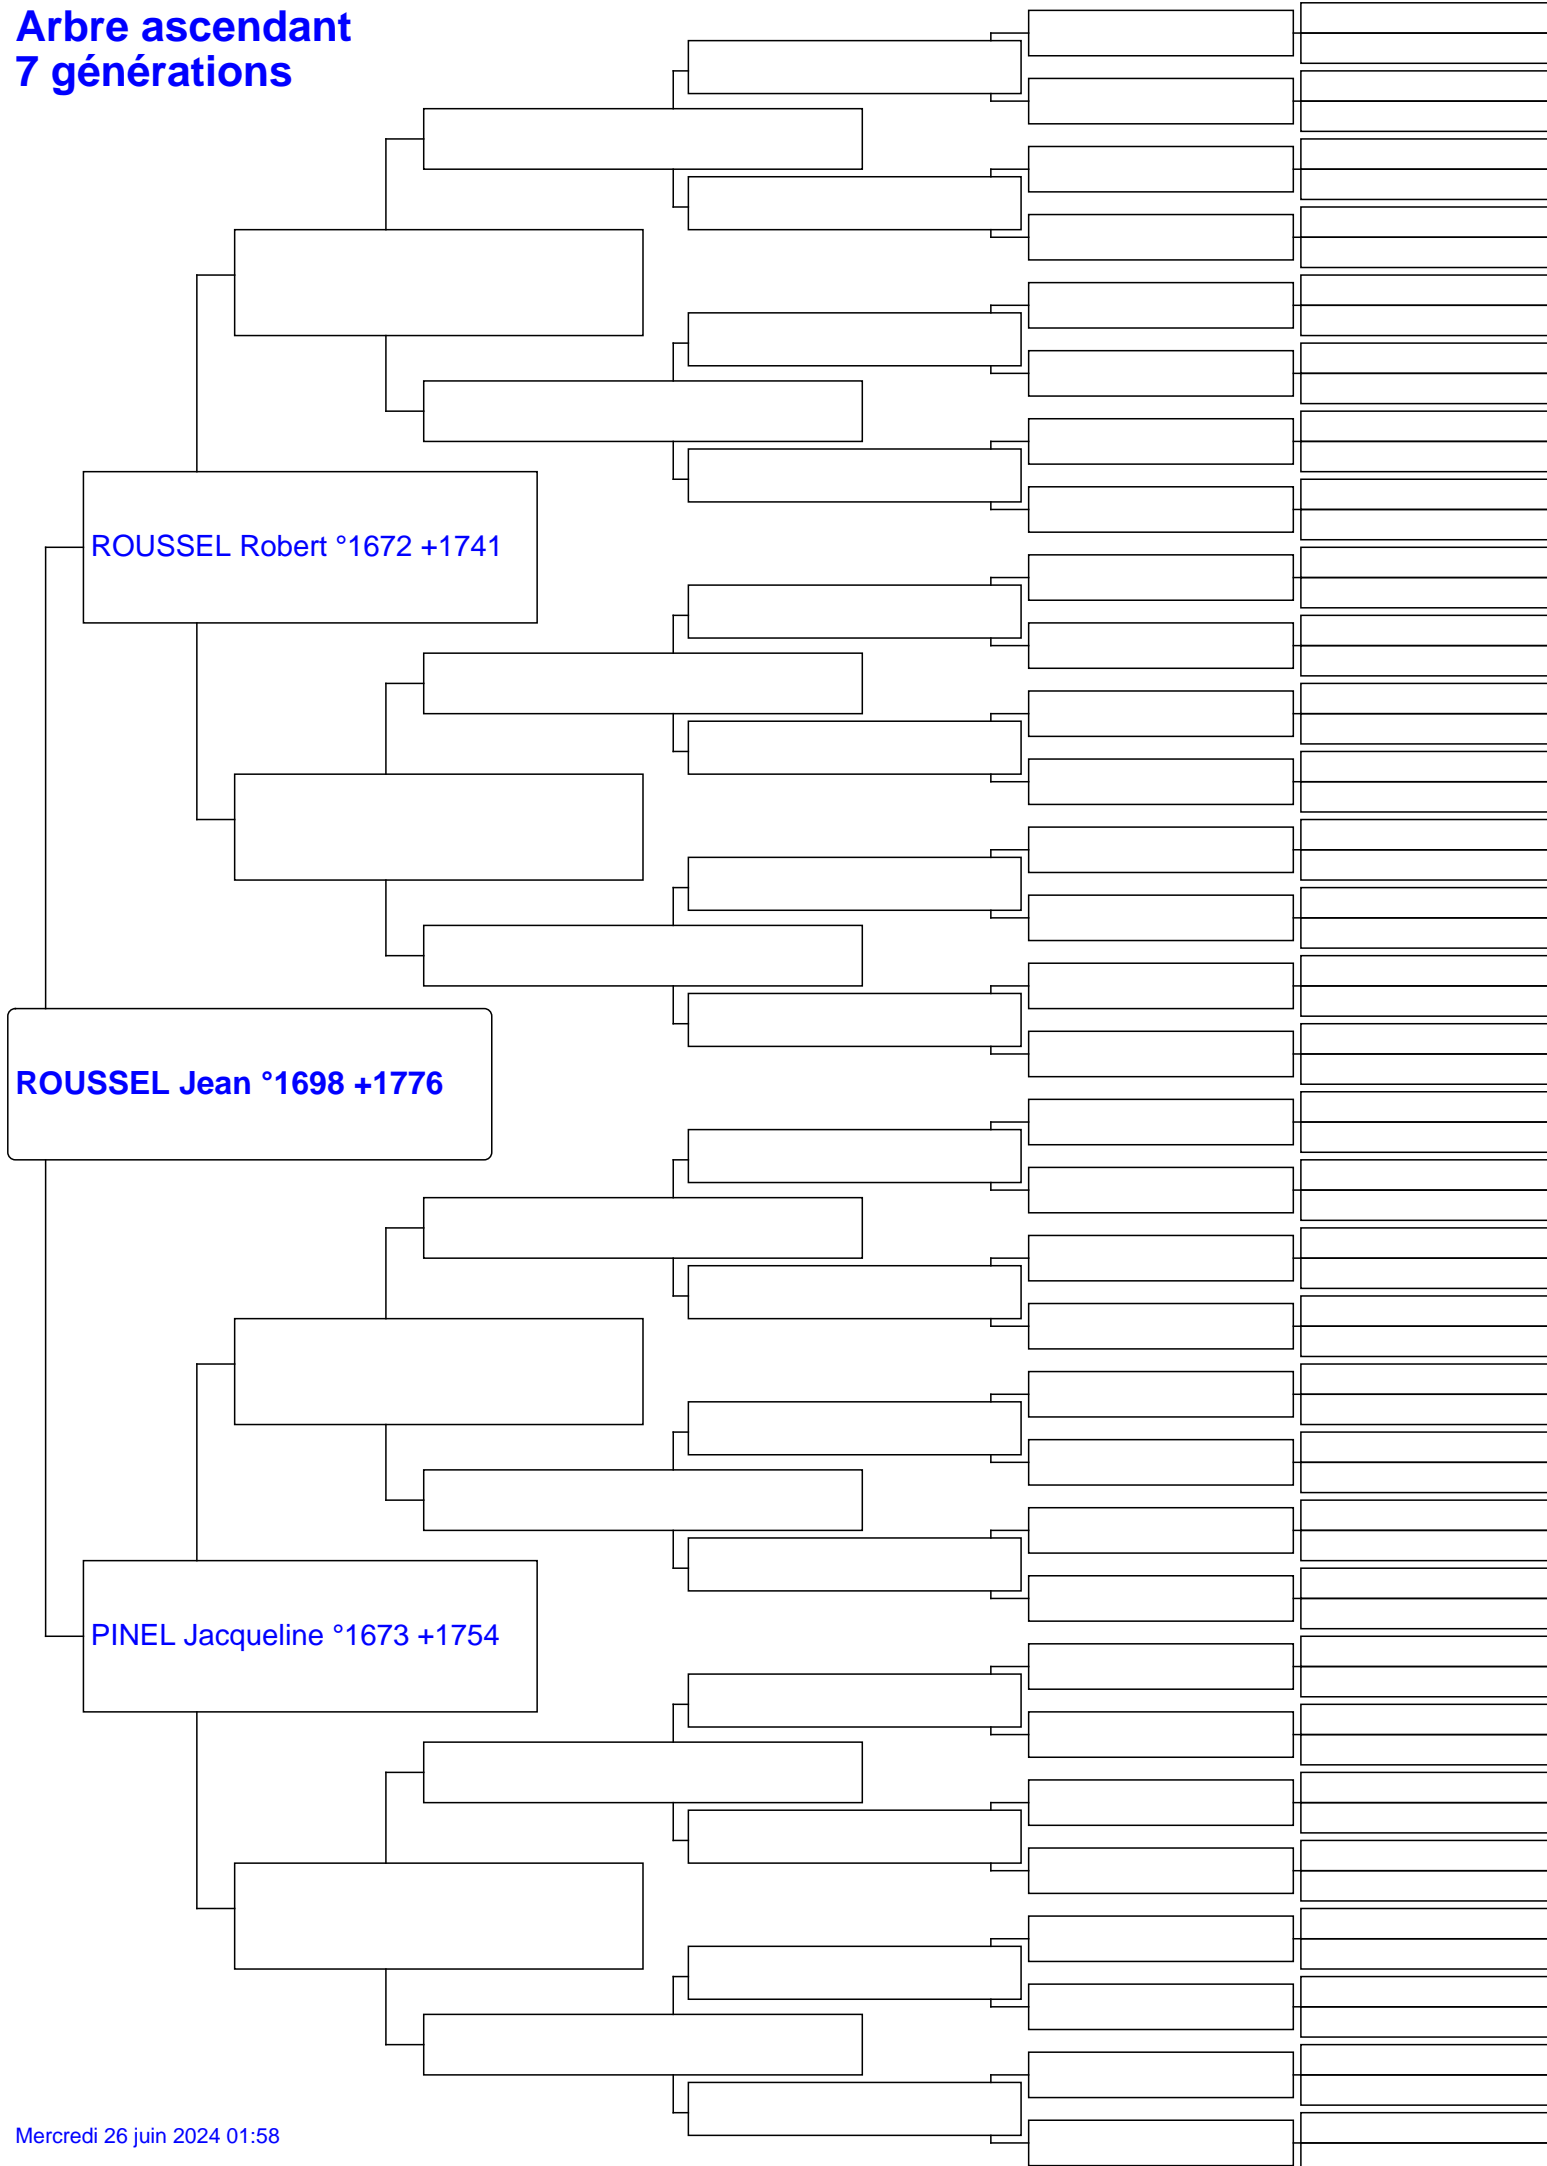 Arbre ascendant
7 générations
ROUSSEL Robert °1672 +1741
ROUSSEL Jean °1698 +1776
PINEL Jacqueline °1673 +1754
Mercredi 26 juin 2024 01:58